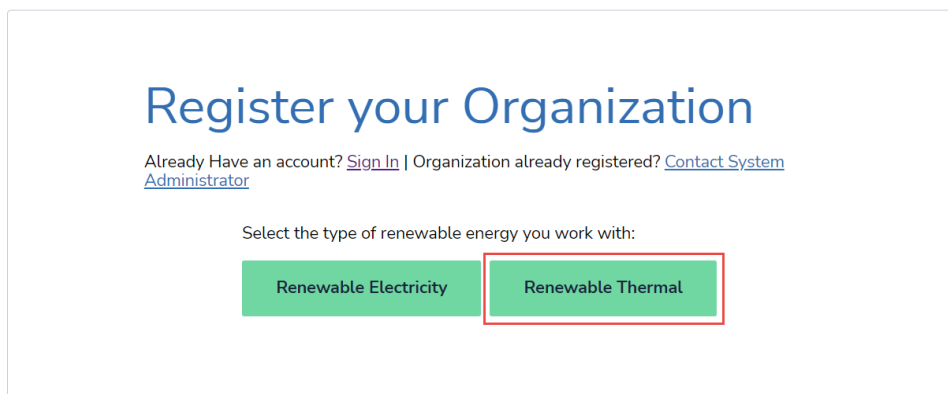 Register your Organization
Already Have an account? Sign In | Organization already registered? Contact System
Administrator
Select the type of renewable energy you work with:
Renewable Electricity
Renewable Thermal